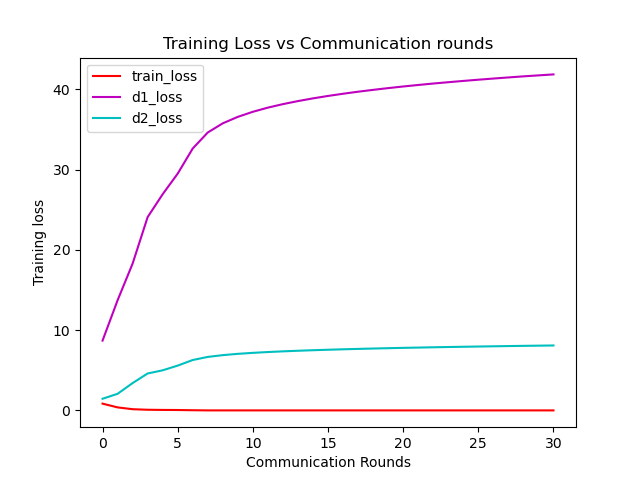 Training Loss vs Communication rounds
train_loss
d1_loss
d2_loss
Training loss
40
30
20
10
0
0 5 10 15 20 25 30
Communication Rounds